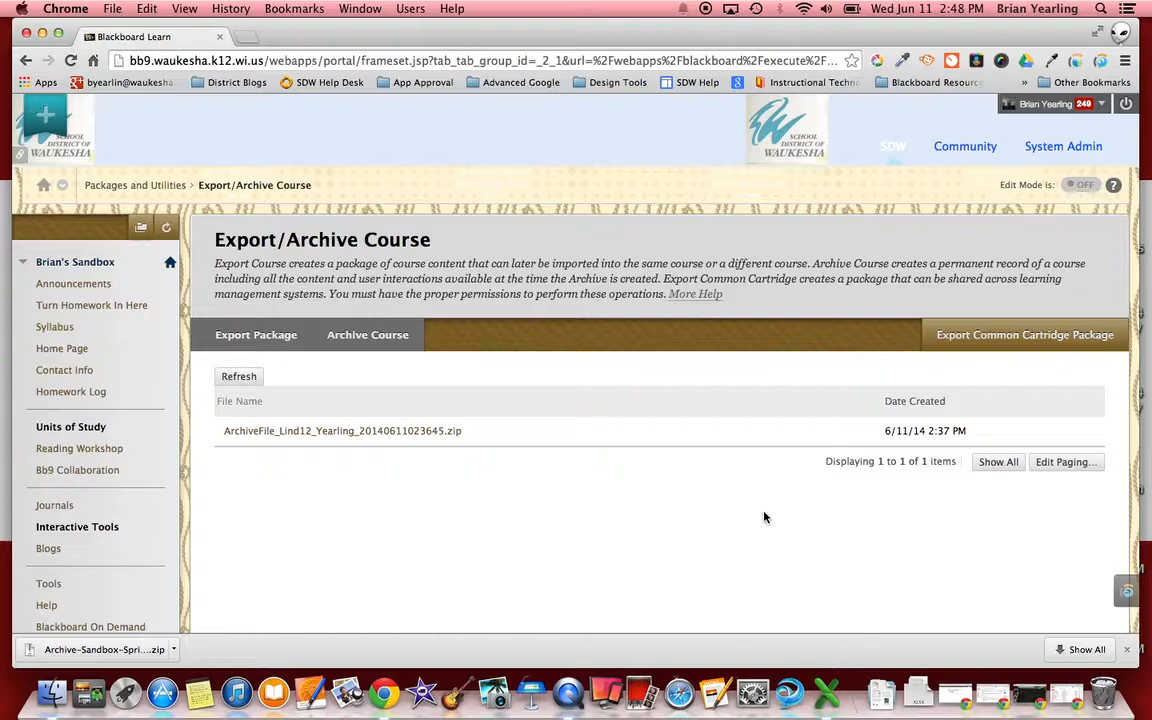 Chrome File Edit View History Bookmarks Window Users Help Wed Jun 11 2:48 PM Brian Yearling
Blackboard Learn
bb9.waukesha.k12.wi.us/webapps/portal/frameset.jsp?tab_tab_group_id=_2_1&url=%2Fwebapps%2Fblackboard%2Fexecute%2F...
Apps byearlin@waukesha... District Blogs SDW Help Desk App Approval Advanced Google Design Tools SDW Help Instructional Techno Blackboard Resourc » Other Bookmarks
SCHOOL DISTRICT OF WAUKESHA
Brian Yearling 249
SDW Community System Admin
Packages and Utilities > Export/Archive Course
Edit Mode is: OFF ?
Brian's Sandbox
Announcements
Turn Homework In Here
Syllabus
Home Page
Contact Info
Homework Log
Units of Study
Reading Workshop
Bb9 Collaboration
Journals
Interactive Tools
Blogs
Tools
Help
Blackboard On Demand
Export/Archive Course
Export Course creates a package of course content that can later be imported into the same course or a different course. Archive Course creates a permanent record of a course
including all the content and user interactions available at the time the Archive is created. Export Common Cartridge creates a package that can be shared across learning
management systems. You must have the proper permissions to perform these operations. More Help
Export Package Archive Course Export Common Cartridge Package
Refresh
File Name Date Created
ArchiveFile_Lind12_Yearling_20140611023645.zip 6/11/14 2:37 PM
Displaying 1 to 1 of 1 items Show All Edit Paging...
Archive-Sandbox-Spri....zip Show All